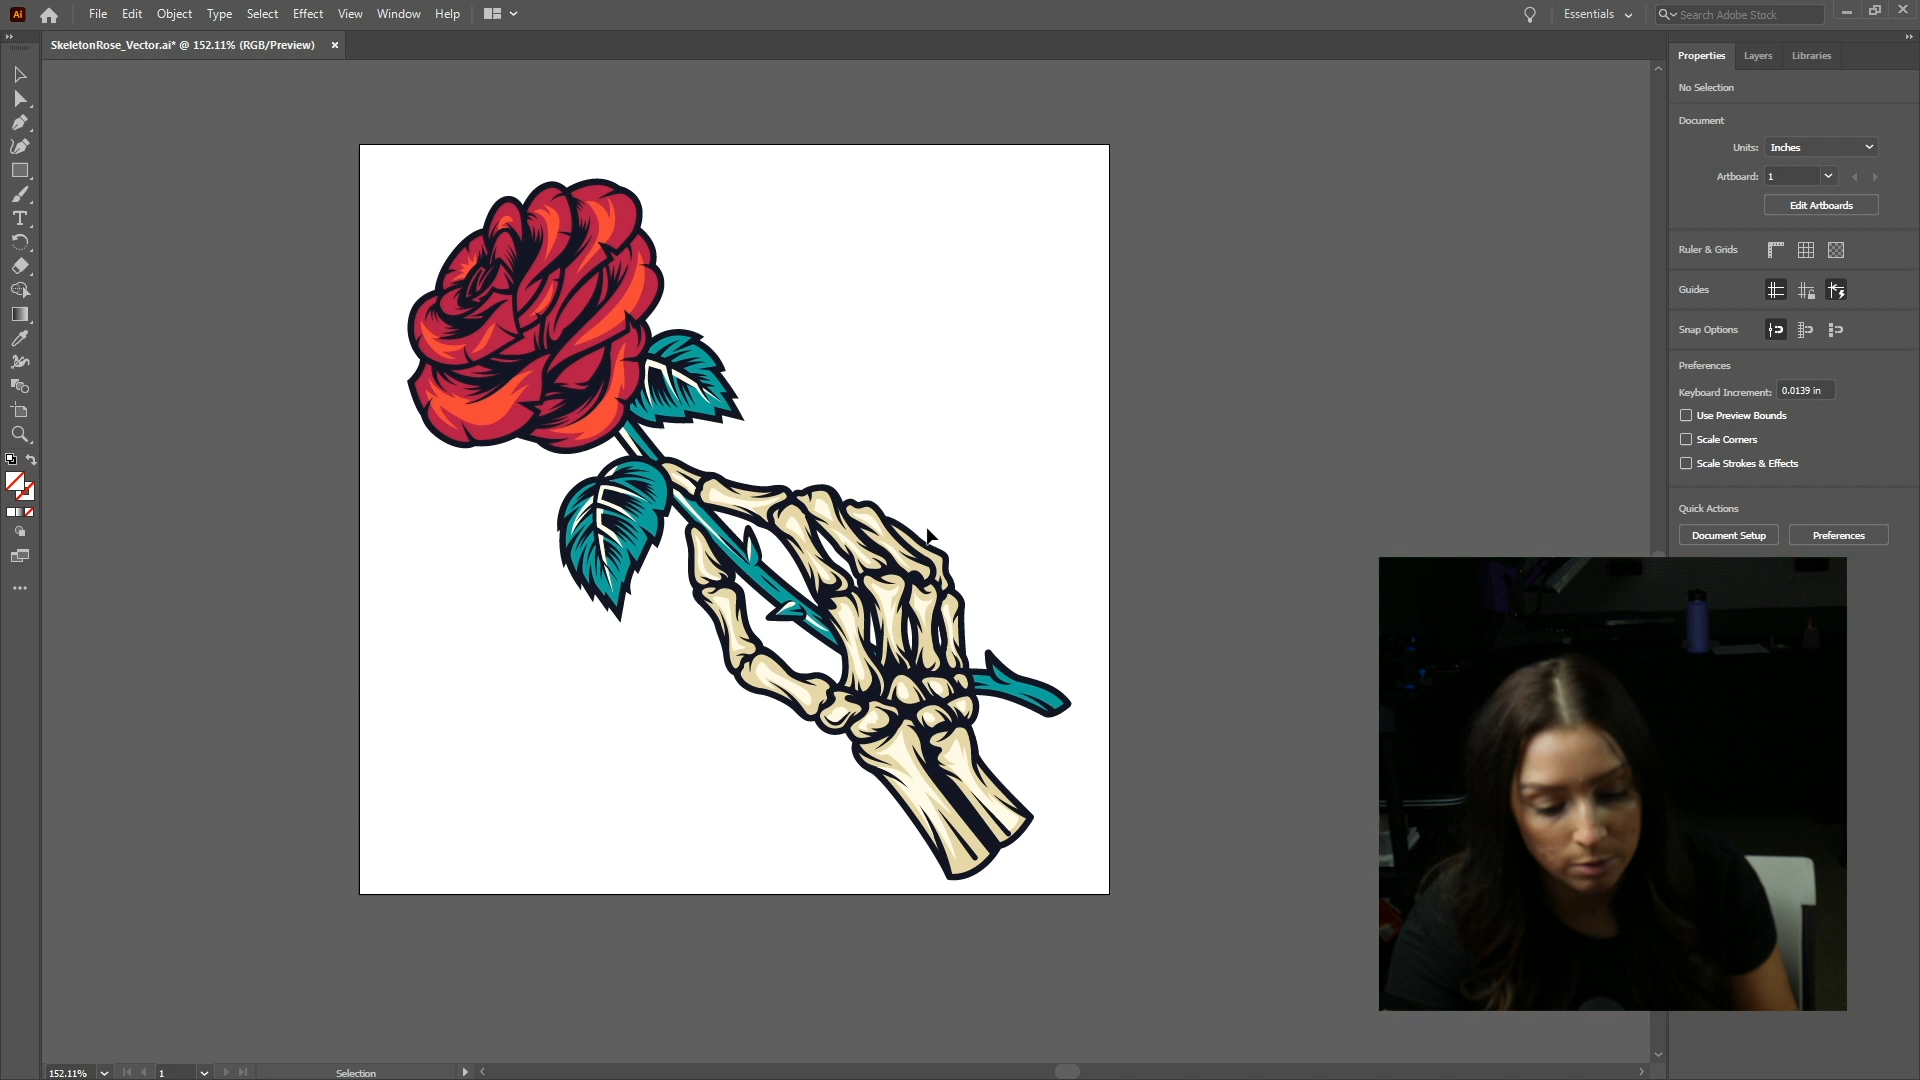 Ai File Edit Object Type Select Effect View Window Help Essentials Search Adobe Stock
SkeletonRose_Vector.ai* @ 152.11% (RGB/Preview)
Properties Layers Libraries
No Selection
Document
Units: Inches
Artboard: 1
Edit Artboards
Ruler & Grids
Guides
Snap Options
Preferences
Keyboard Increment: 0.0139 in
Use Preview Bounds
Scale Corners
Scale Strokes & Effects
Quick Actions
Document Setup Preferences
152.11% 1 Selection